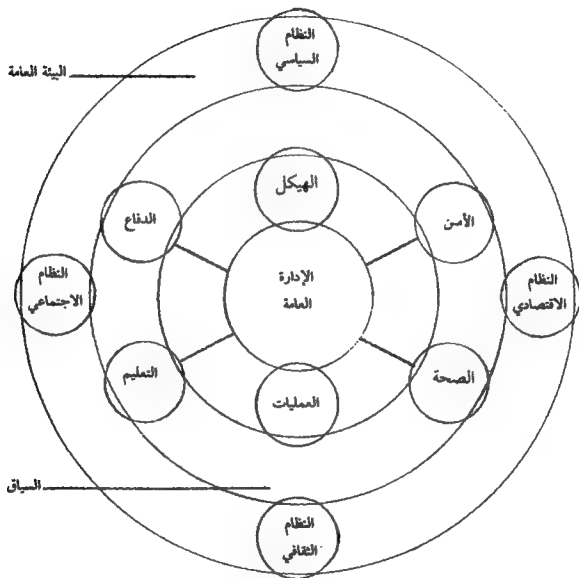 النظام
السياسي
البيئة العامة
الهيكل
الدفاع
الأمن
النظام
الاجتماعي
الإدارة
العامة
النظام
الاقتصادي
التعليم
العمليات
الصحة
السياق
النظام
الثقافي